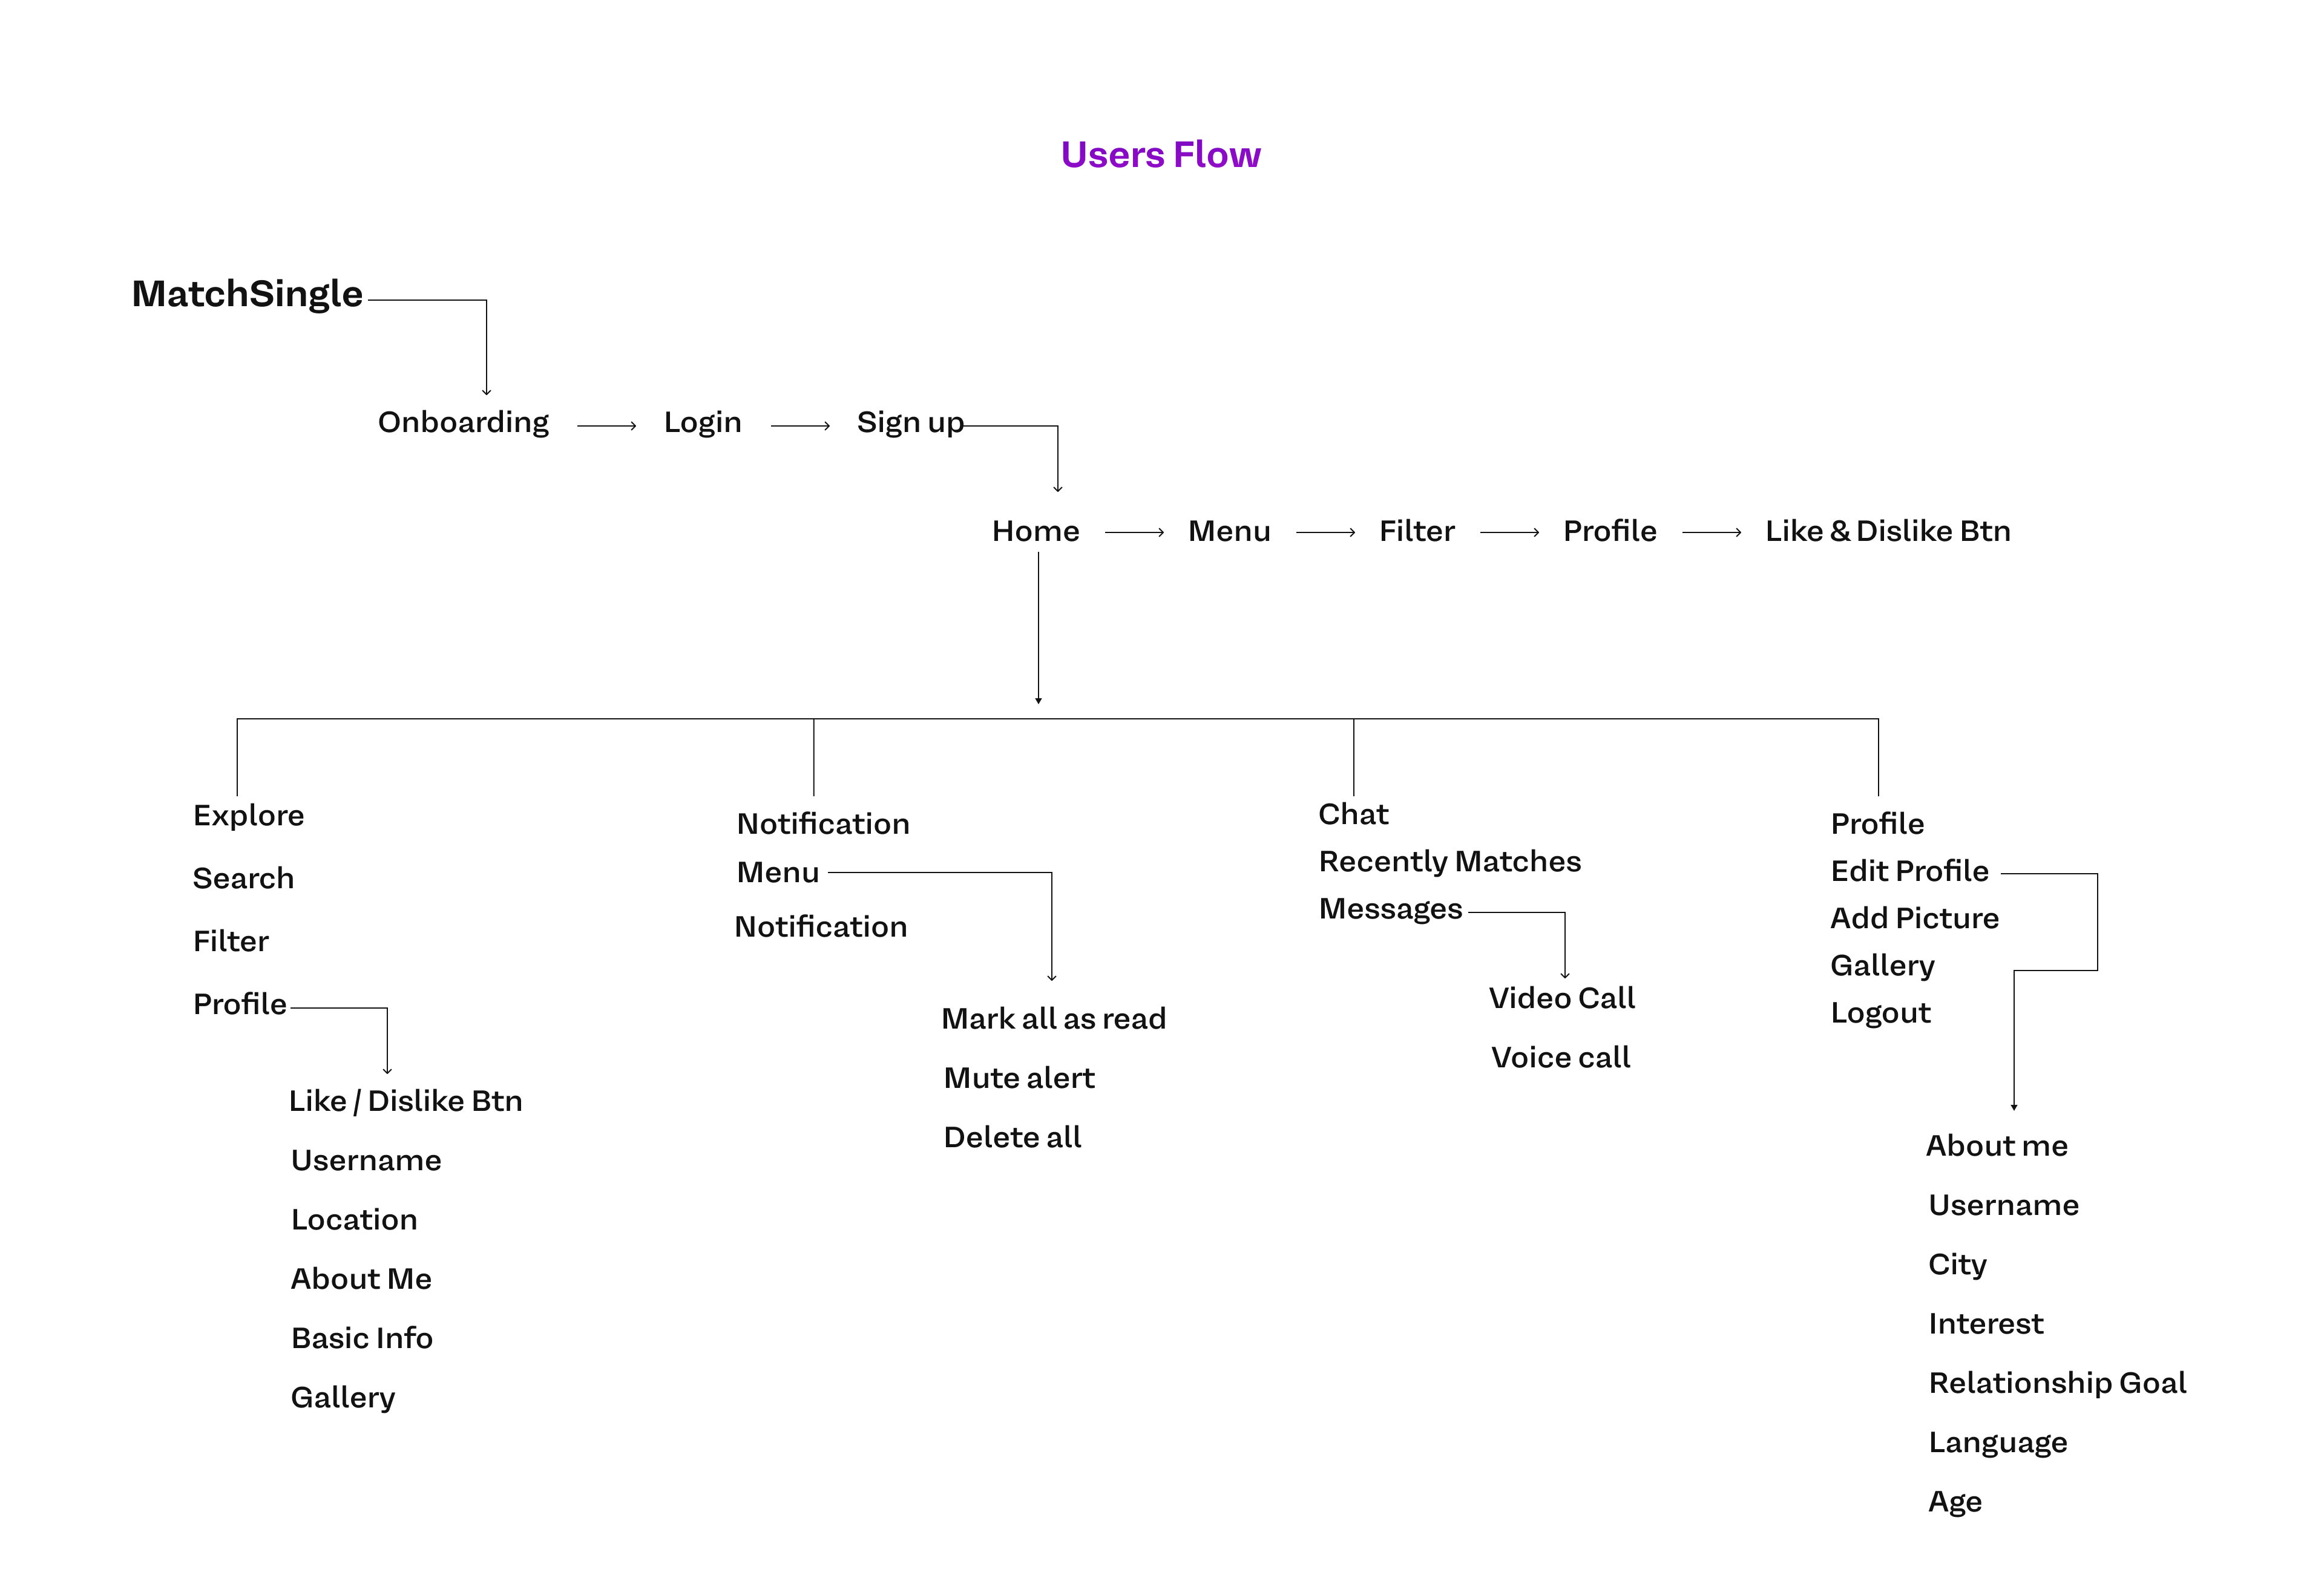 Users Flow
MatchSingle
Onboarding
Login
Sign up
Home
Menu
Filter
Profile
Like & Dislike Btn
Explore
Search
Filter
Profile
Like / Dislike Btn
Username
Location
About Me
Basic Info
Gallery
Notification
Menu
Notification
Mark all as read
Mute alert
Delete all
Chat
Recently Matches
Messages
Video Call
Voice call
Profile
Edit Profile
Add Picture
Gallery
Logout
About me
Username
City
Interest
Relationship Goal
Language
Age